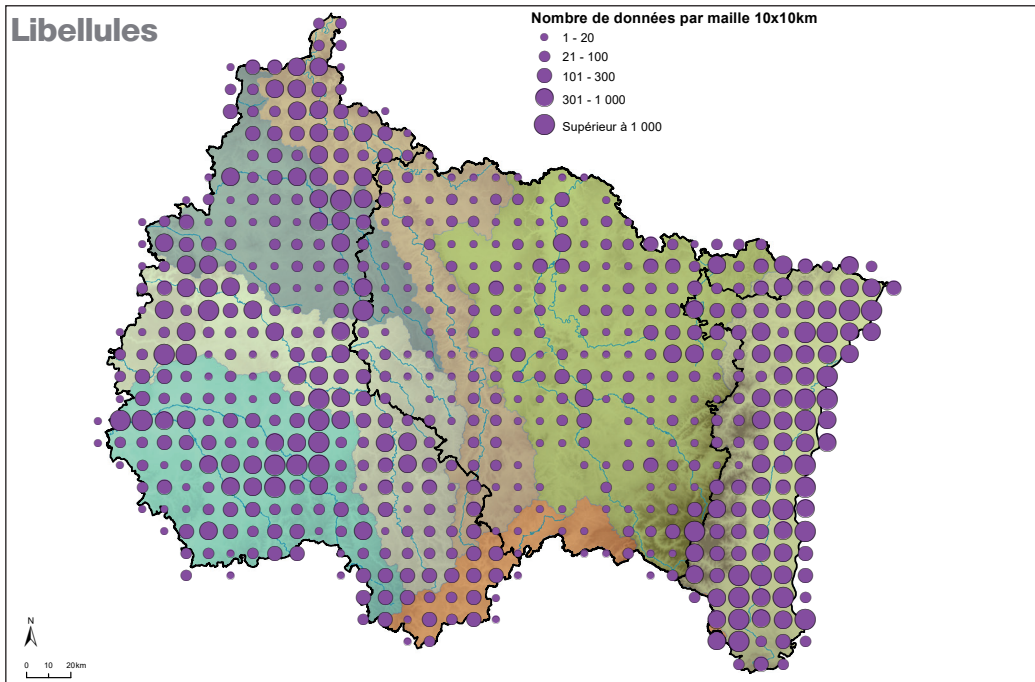 Libellules
Nombre de données par maille 10x10km
1 - 20
21 - 100
101 - 300
301 - 1 000
Supérieur à 1 000
N
0 10 20km